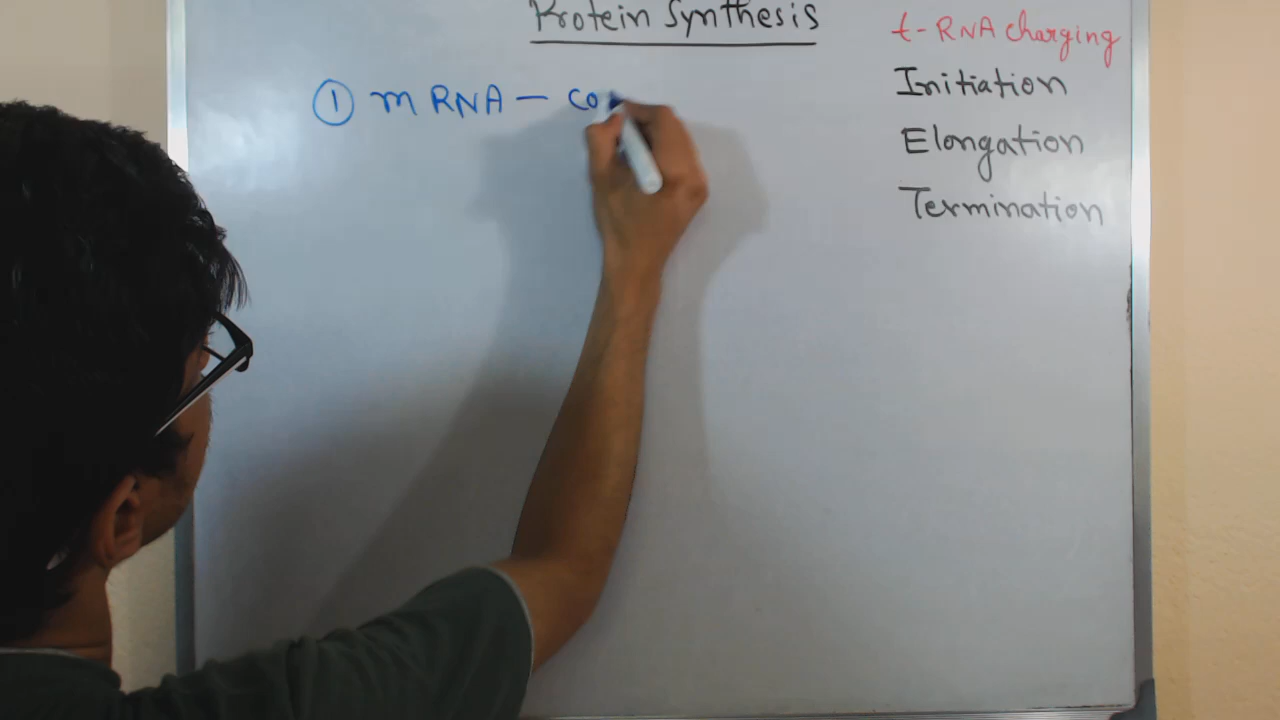 Protein Synthesis
① mRNA – co
t-RNA charging
Initiation
Elongation
Termination